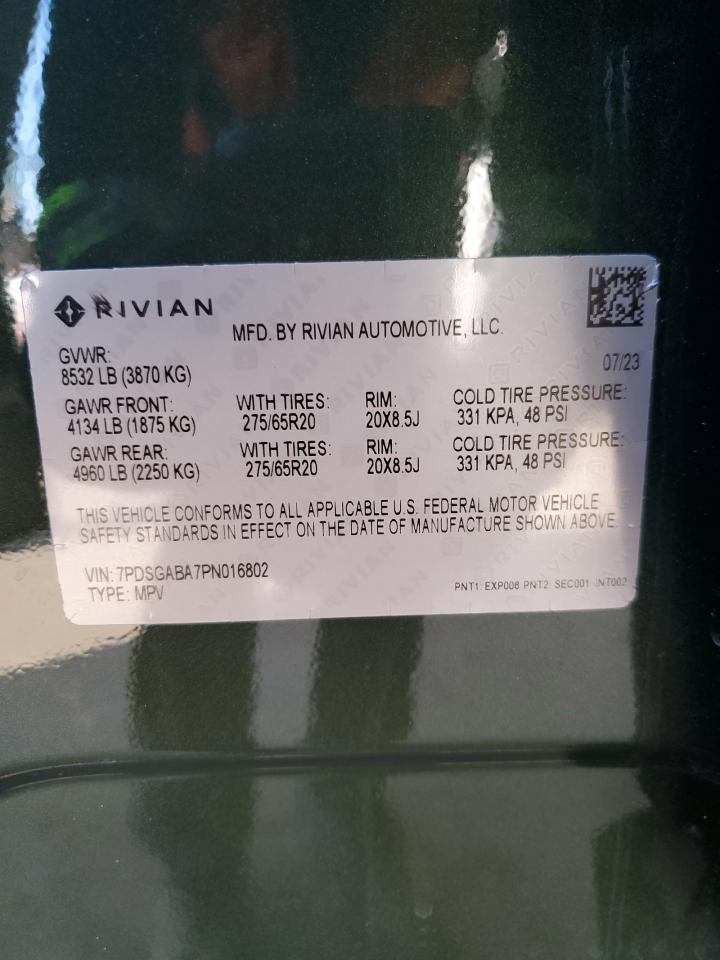 RIVIAN
MFD. BY RIVIAN AUTOMOTIVE, LLC.
07/23
GVWR:
8532 LB (3870 KG)
GAWR FRONT: WITH TIRES: RIM: COLD TIRE PRESSURE:
4134 LB (1875 KG) 275/65R20 20X8.5J 331 KPA, 48 PSI
GAWR REAR: WITH TIRES: RIM: COLD TIRE PRESSURE:
4960 LB (2250 KG) 275/65R20 20X8.5J 331 KPA, 48 PSI
THIS VEHICLE CONFORMS TO ALL APPLICABLE U.S. FEDERAL MOTOR VEHICLE
SAFETY STANDARDS IN EFFECT ON THE DATE OF MANUFACTURE SHOWN ABOVE.
VIN: 7PDSGABA7PN016802
TYPE: MPV
PNT1: EXP006 PNT2: SEC001 INT002